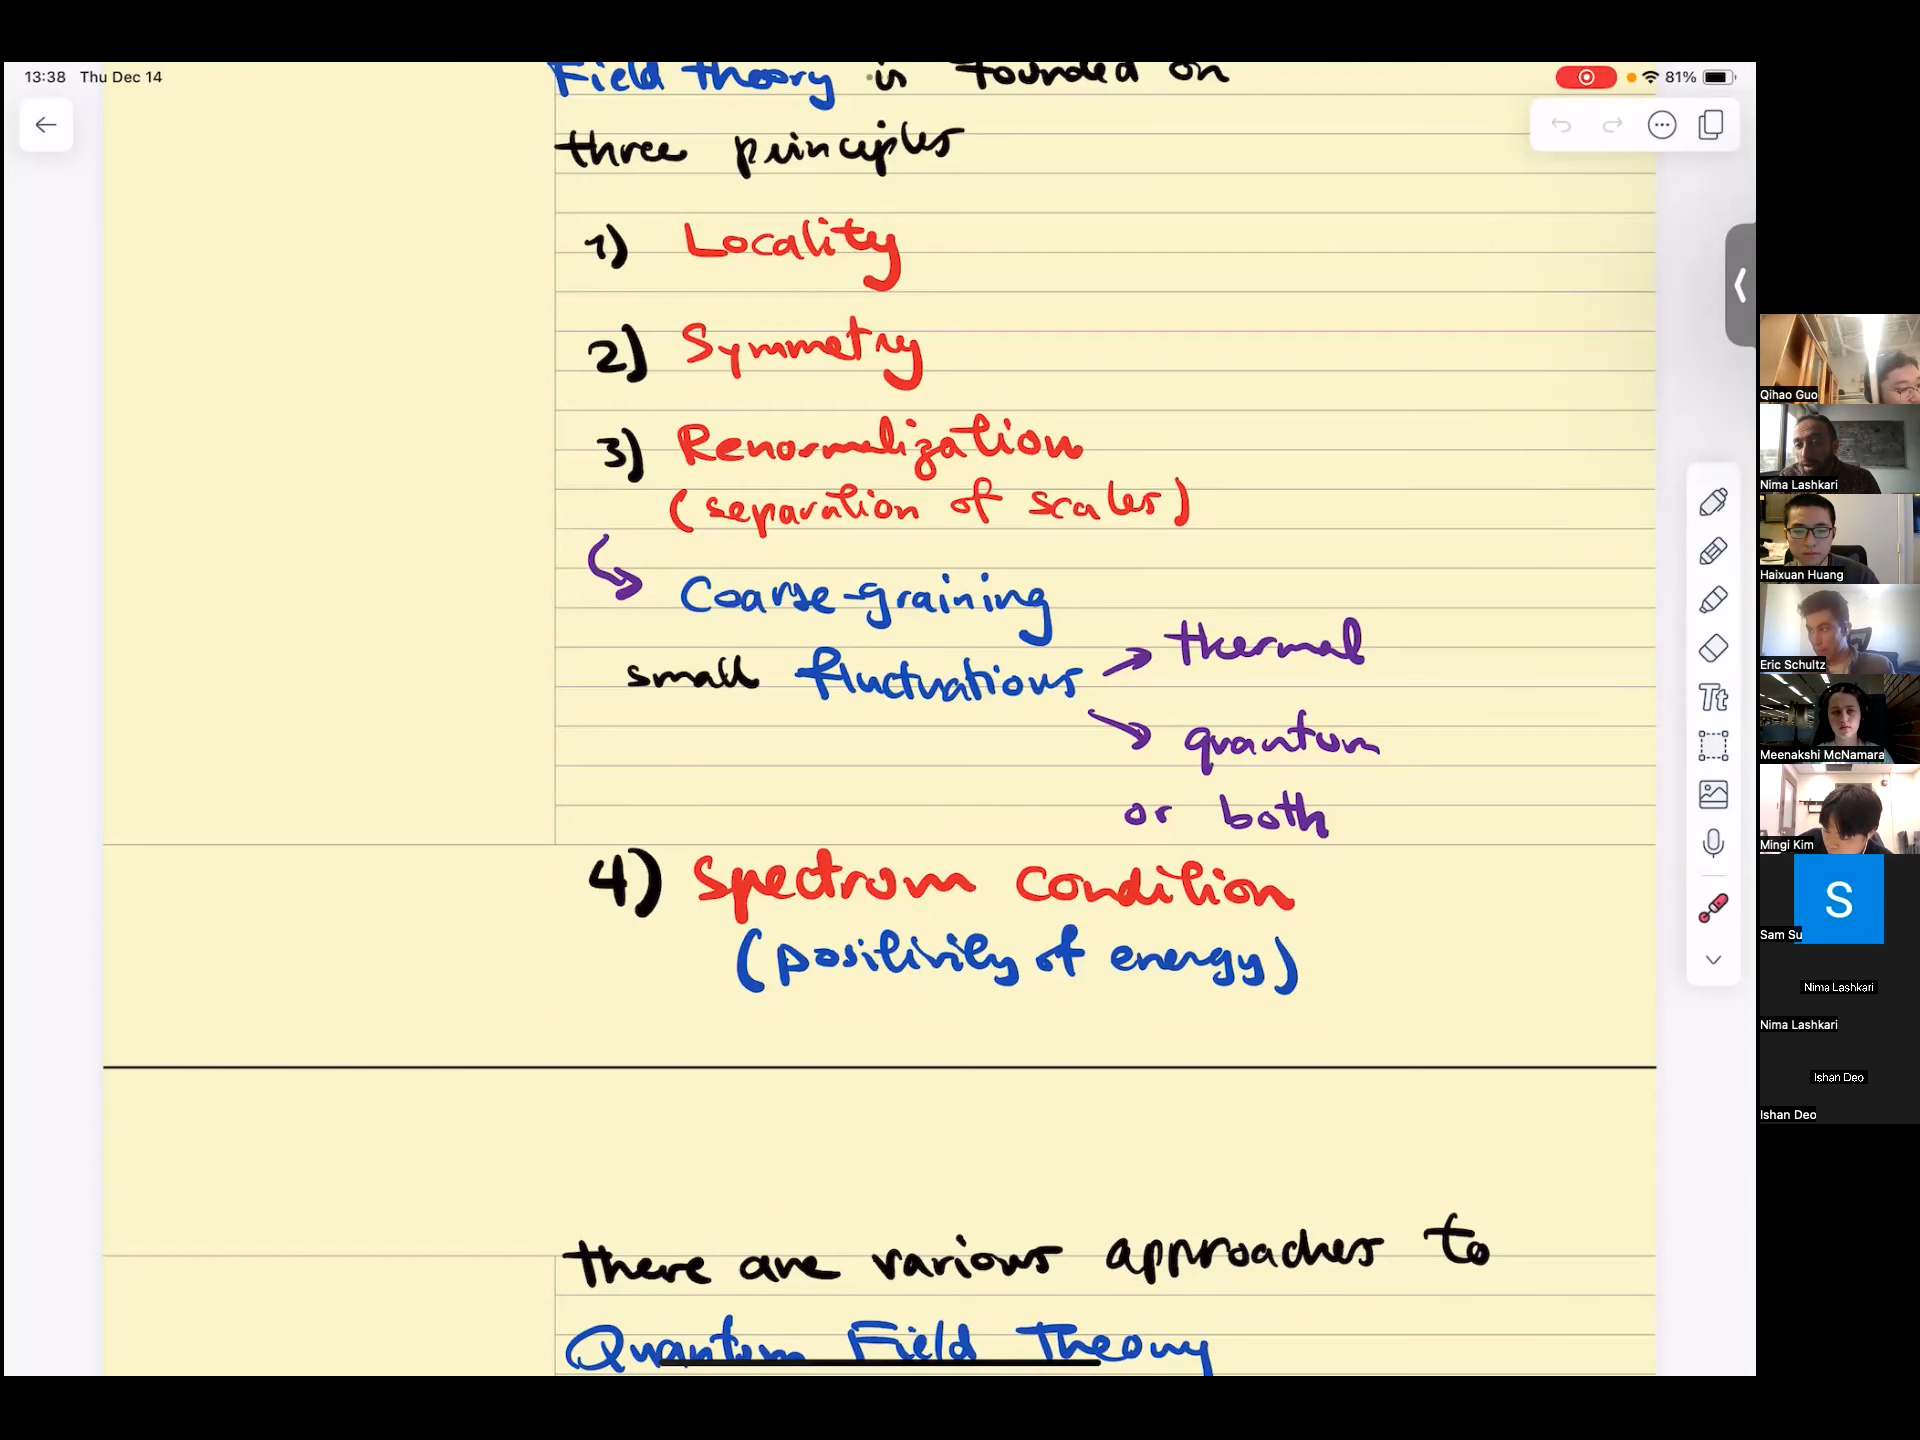 13:38 Thu Dec 14
81%
Field theory is founded on
three principles
1) Locality
2) Symmetry
3) Renormalization
(separation of scales)
Coarse-graining
small fluctuations
thermal
quantum
or both
4) Spectrum condition
(positivity of energy)
there are various approaches to
Quantum Field Theory
Tt
Qihao Guo
Nima Lashkari
Haixuan Huang
Eric Schultz
Meenakshi McNamara
Mingi Kim
S
Sam Su
Nima Lashkari
Nima Lashkari
Ishan Deo
Ishan Deo